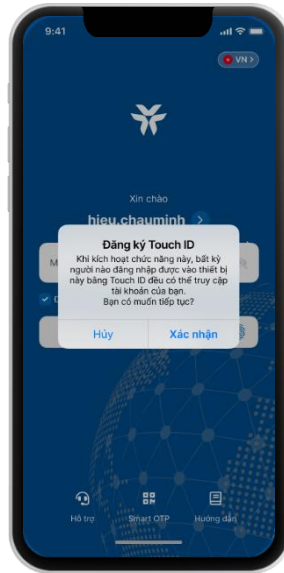 9:41
VN >
Xin chào
hieu.chauminh >
Đăng ký Touch ID
Khi kích hoạt chức năng này, bất kỳ
người nào đăng nhập được vào thiết bị
này bằng Touch ID đều có thể truy cập
tài khoản của bạn.
Bạn có muốn tiếp tục?
Hủy
Xác nhận
Hỗ trợ
Smart OTP
Hướng dẫn